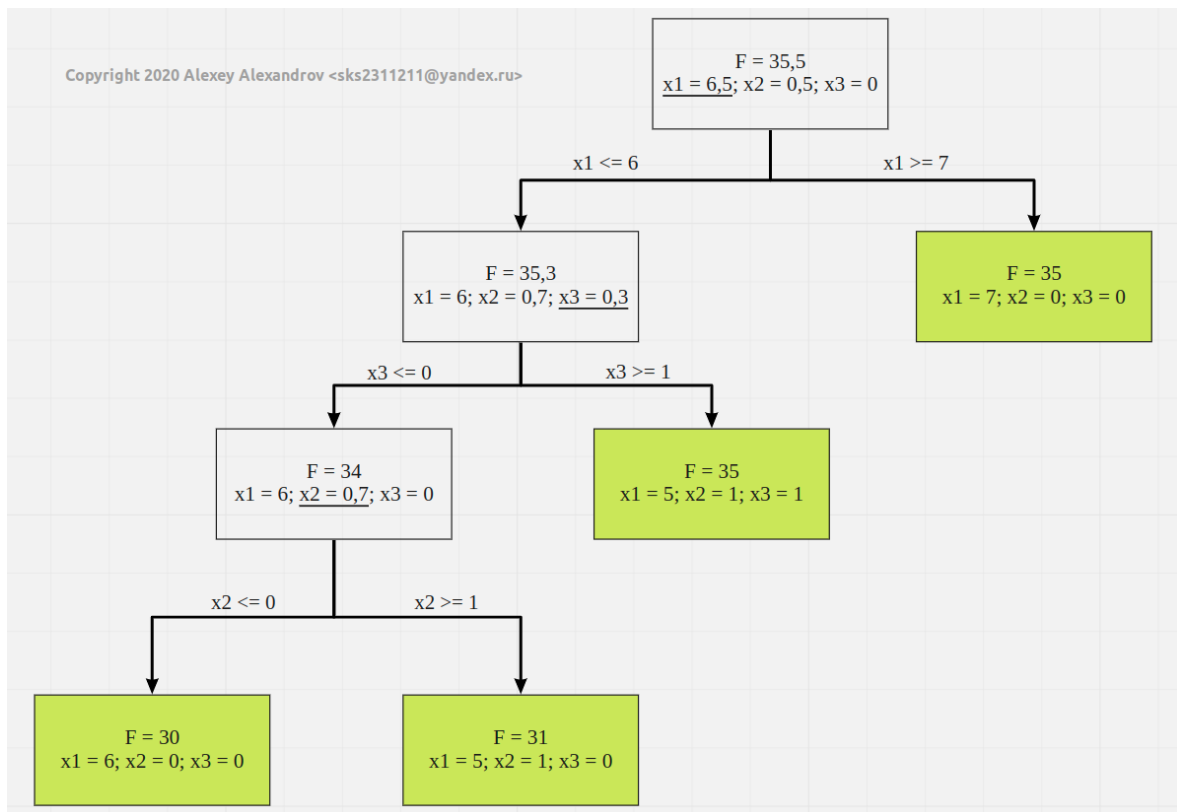 Copyright 2020 Alexey Alexandrov <sks2311211@yandex.ru>
F = 35,5
x1 = 6,5; x2 = 0,5; x3 = 0
x1 <= 6
x1 >= 7
F = 35,3
x1 = 6; x2 = 0,7; x3 = 0,3
F = 35
x1 = 7; x2 = 0; x3 = 0
x3 <= 0
x3 >= 1
F = 34
x1 = 6; x2 = 0,7; x3 = 0
F = 35
x1 = 5; x2 = 1; x3 = 1
x2 <= 0
x2 >= 1
F = 30
x1 = 6; x2 = 0; x3 = 0
F = 31
x1 = 5; x2 = 1; x3 = 0